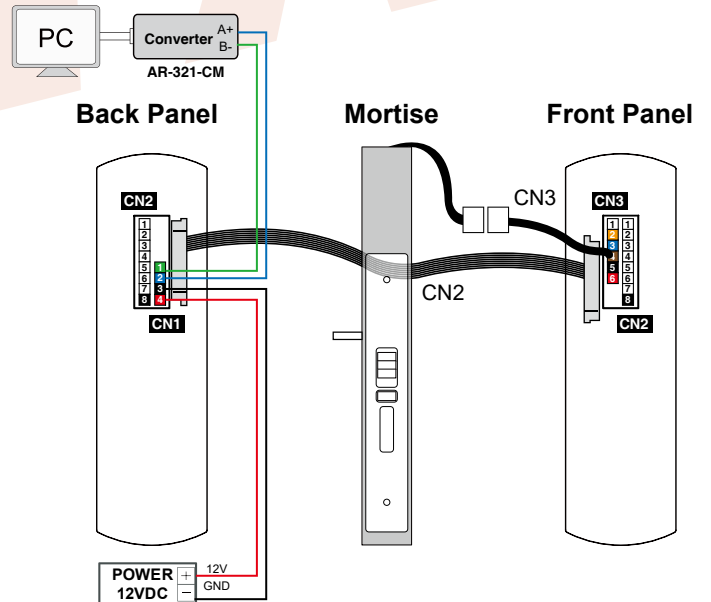 PC
Converter A+
B-
AR-321-CM
Back Panel
Mortise
Front Panel
CN2
1
2
3
4
5
6
7
8
1
2
3
4
CN1
CN3
CN2
CN3
1
2
3
5
6
1
2
3
4
5
6
7
8
CN2
POWER + 12V
12VDC - GND